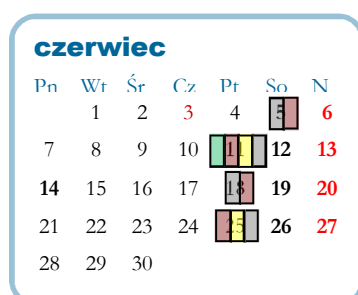 czerwiec
Pn Wt Śr Cz Pt So N
1 2 3 4 5 6
7 8 9 10 11 12 13
14 15 16 17 18 19 20
21 22 23 24 25 26 27
28 29 30